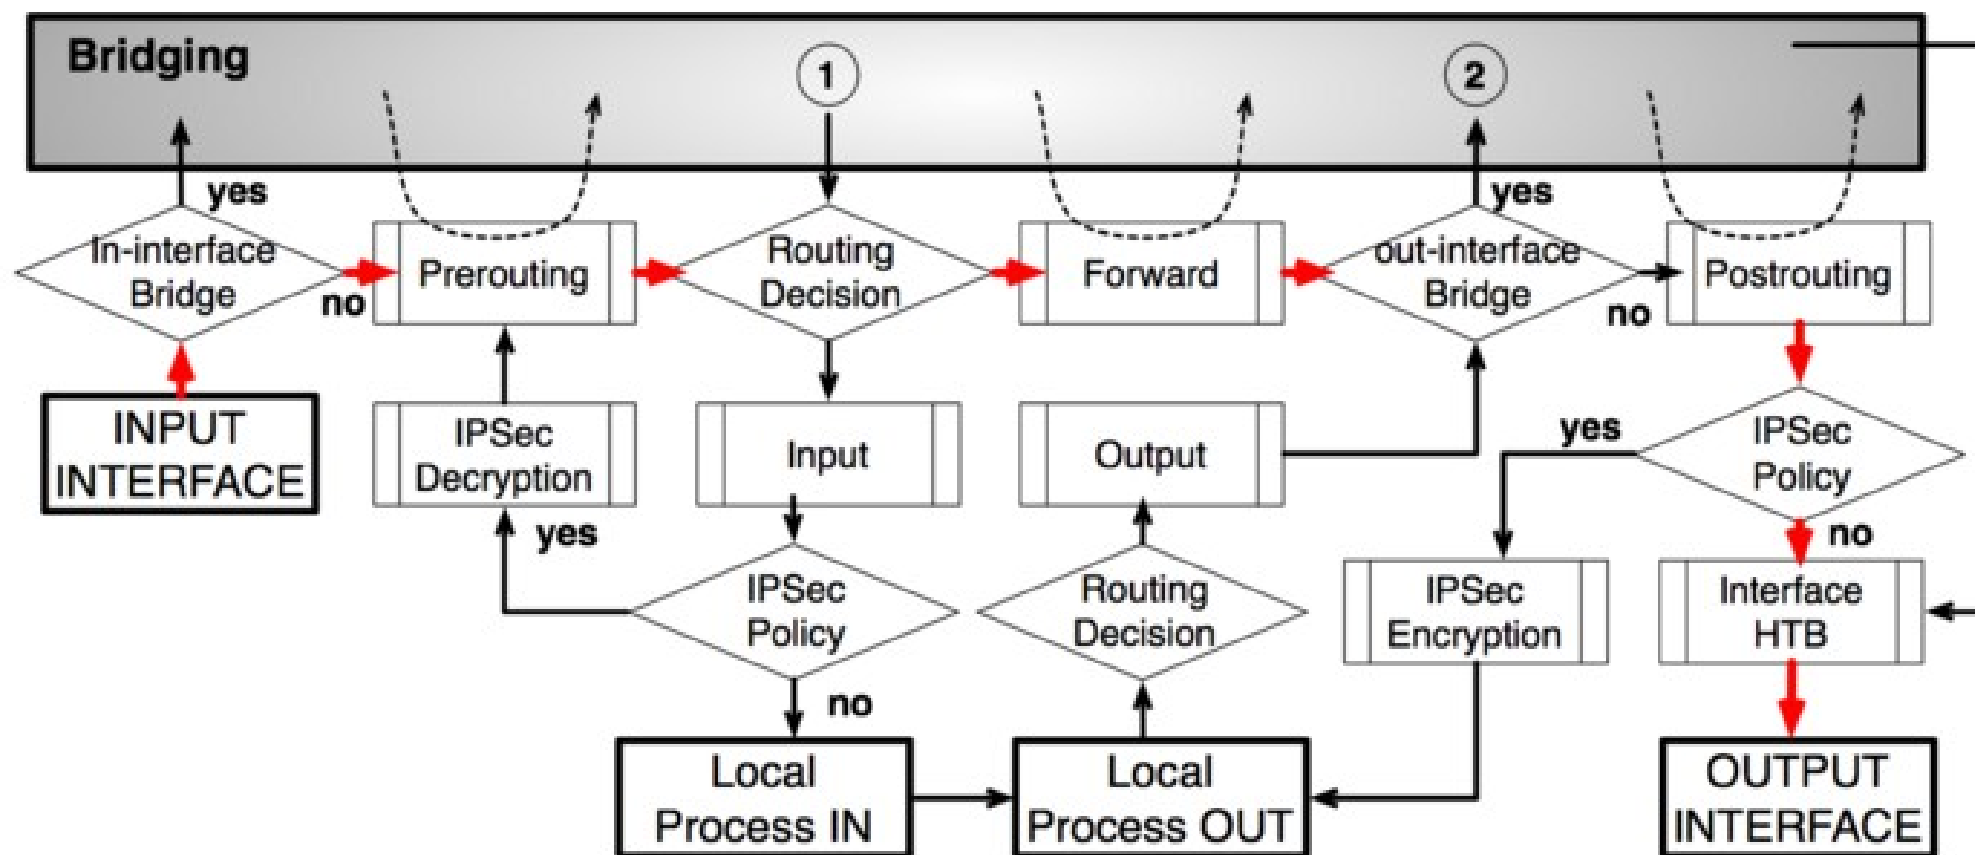 Bridging
1
2
yes
yes
In-interface
Bridge
no
Prerouting
Routing
Decision
Forward
out-interface
Bridge
no
Postrouting
INPUT
INTERFACE
IPSec
Decryption
yes
Input
Output
yes
IPSec
Policy
no
IPSec
Policy
no
Routing
Decision
IPSec
Encryption
Interface
HTB
Local
Process IN
Local
Process OUT
OUTPUT
INTERFACE